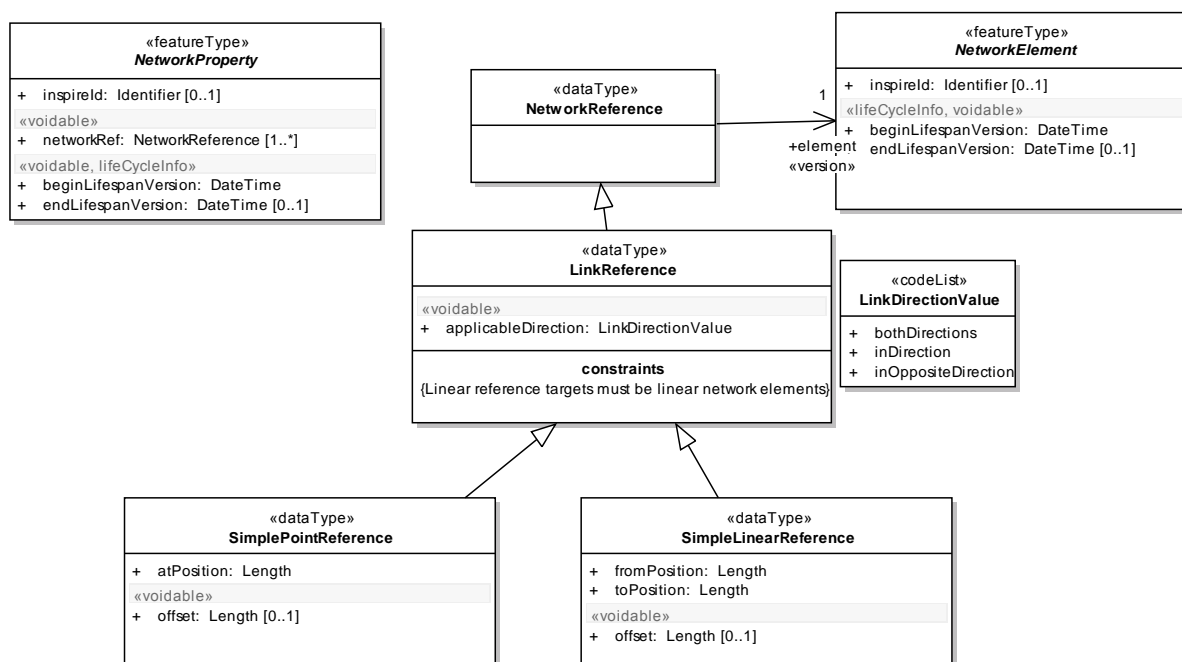 «featureType»
NetworkProperty
+ inspireId: Identifier [0..1]
«voidable»
+ networkRef: NetworkReference [1..*]
«voidable, lifeCycleInfo»
+ beginLifespanVersion: DateTime
+ endLifespanVersion: DateTime [0..1]
«dataType»
NetworkReference
1
+element
«version»
«featureType»
NetworkElement
+ inspireId: Identifier [0..1]
«lifeCycleInfo, voidable»
+ beginLifespanVersion: DateTime
+ endLifespanVersion: DateTime [0..1]
«dataType»
LinkReference
«voidable»
+ applicableDirection: LinkDirectionValue
constraints
{Linear reference targets must be linear network elements}
«codeList»
LinkDirectionValue
+ bothDirections
+ inDirection
+ inOppositeDirection
«dataType»
SimplePointReference
+ atPosition: Length
«voidable»
+ offset: Length [0..1]
«dataType»
SimpleLinearReference
+ fromPosition: Length
+ toPosition: Length
«voidable»
+ offset: Length [0..1]